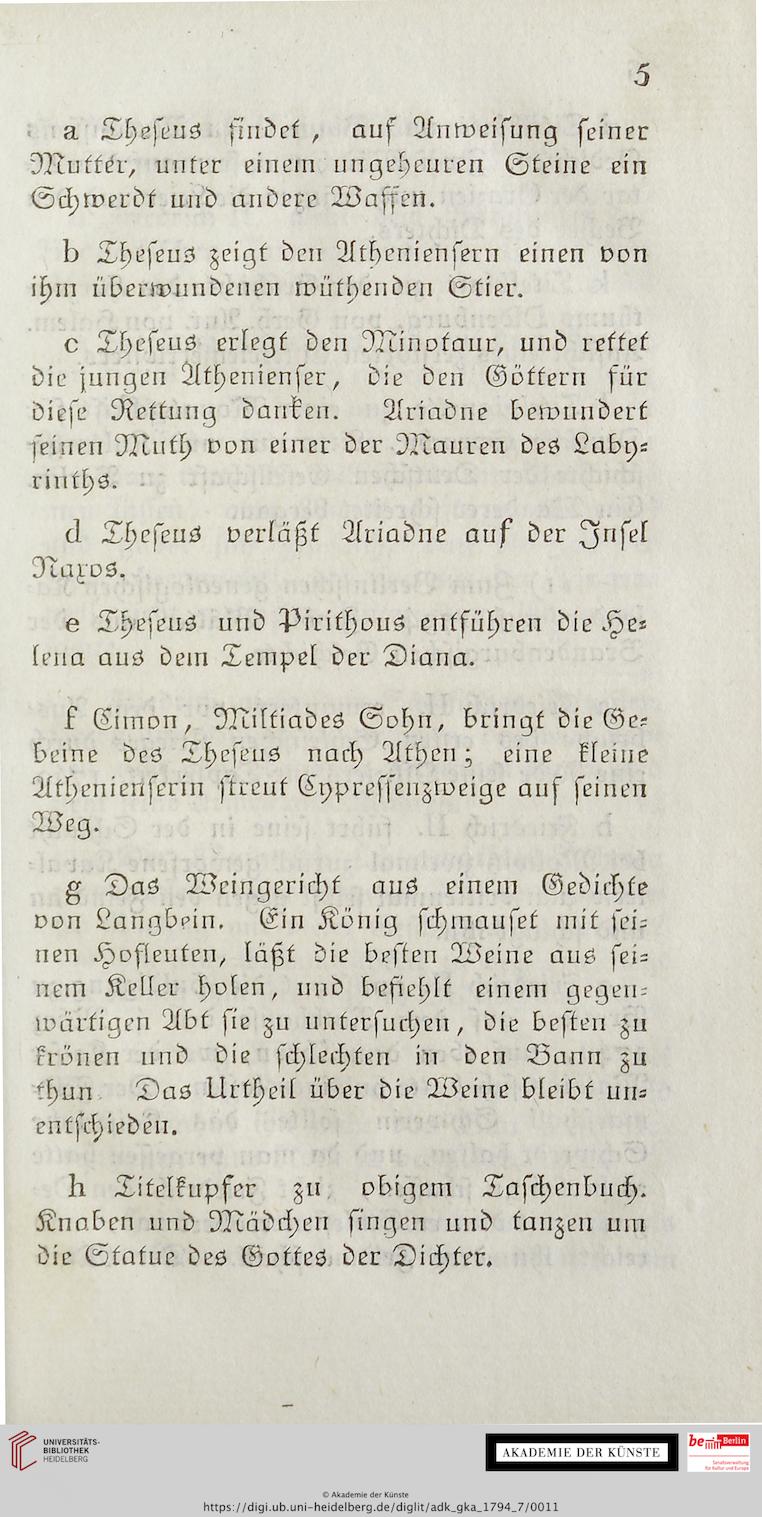 5
a Theseus findet, auf Anweisung seiner
Mutter, unter einem ungeheuren Steine ein
Schwerdt und andere Waffen.
b Theseus zeigt den Atheniensern einen von
ihm überwundenen wüthenden Stier.
c Theseus erlegt den Minotaur, und rettet
die jungen Athenienser, die den Göttern für
diese Rettung danken. Ariadne bewundert
seinen Muth von einer der Mauren des Laby-
rinths.
d Theseus verläßt Ariadne auf der Insel
Naxos.
e Theseus und Pirithous entführen die He-
lena aus dem Tempel der Diana.
f Cimon, Miltiades Sohn, bringt die Ge-
beine des Theseus nach Athen; eine kleine
Athenienserin streut Cypressenzweige auf seinen
Weg.
g Das Weingericht aus einem Gedichte
von Langbein. Ein König schmauset mit sei-
nen Hofleuten, läßt die besten Weine aus sei-
nem Keller holen, und befiehlt einem gegen-
wärtigen Abt sie zu untersuchen, die besten zu
krönen und die schlechten in den Bann zu
thun. Das Urtheil über die Weine bleibt un-
entschieden.
h Titelkupfer zu obigem Taschenbuch.
Knaben und Mädchen singen und tanzen um
die Statue des Gottes der Dichter.
UNIVERSITÄTS-
BIBLIOTHEK
HEIDELBERG
AKADEMIE DER KÜNSTE
be Berlin
Senatsverwaltung
für Kultur und Europa
© Akademie der Künste
https://digi.ub.uni-heidelberg.de/diglit/adk_gka_1794_7/0011